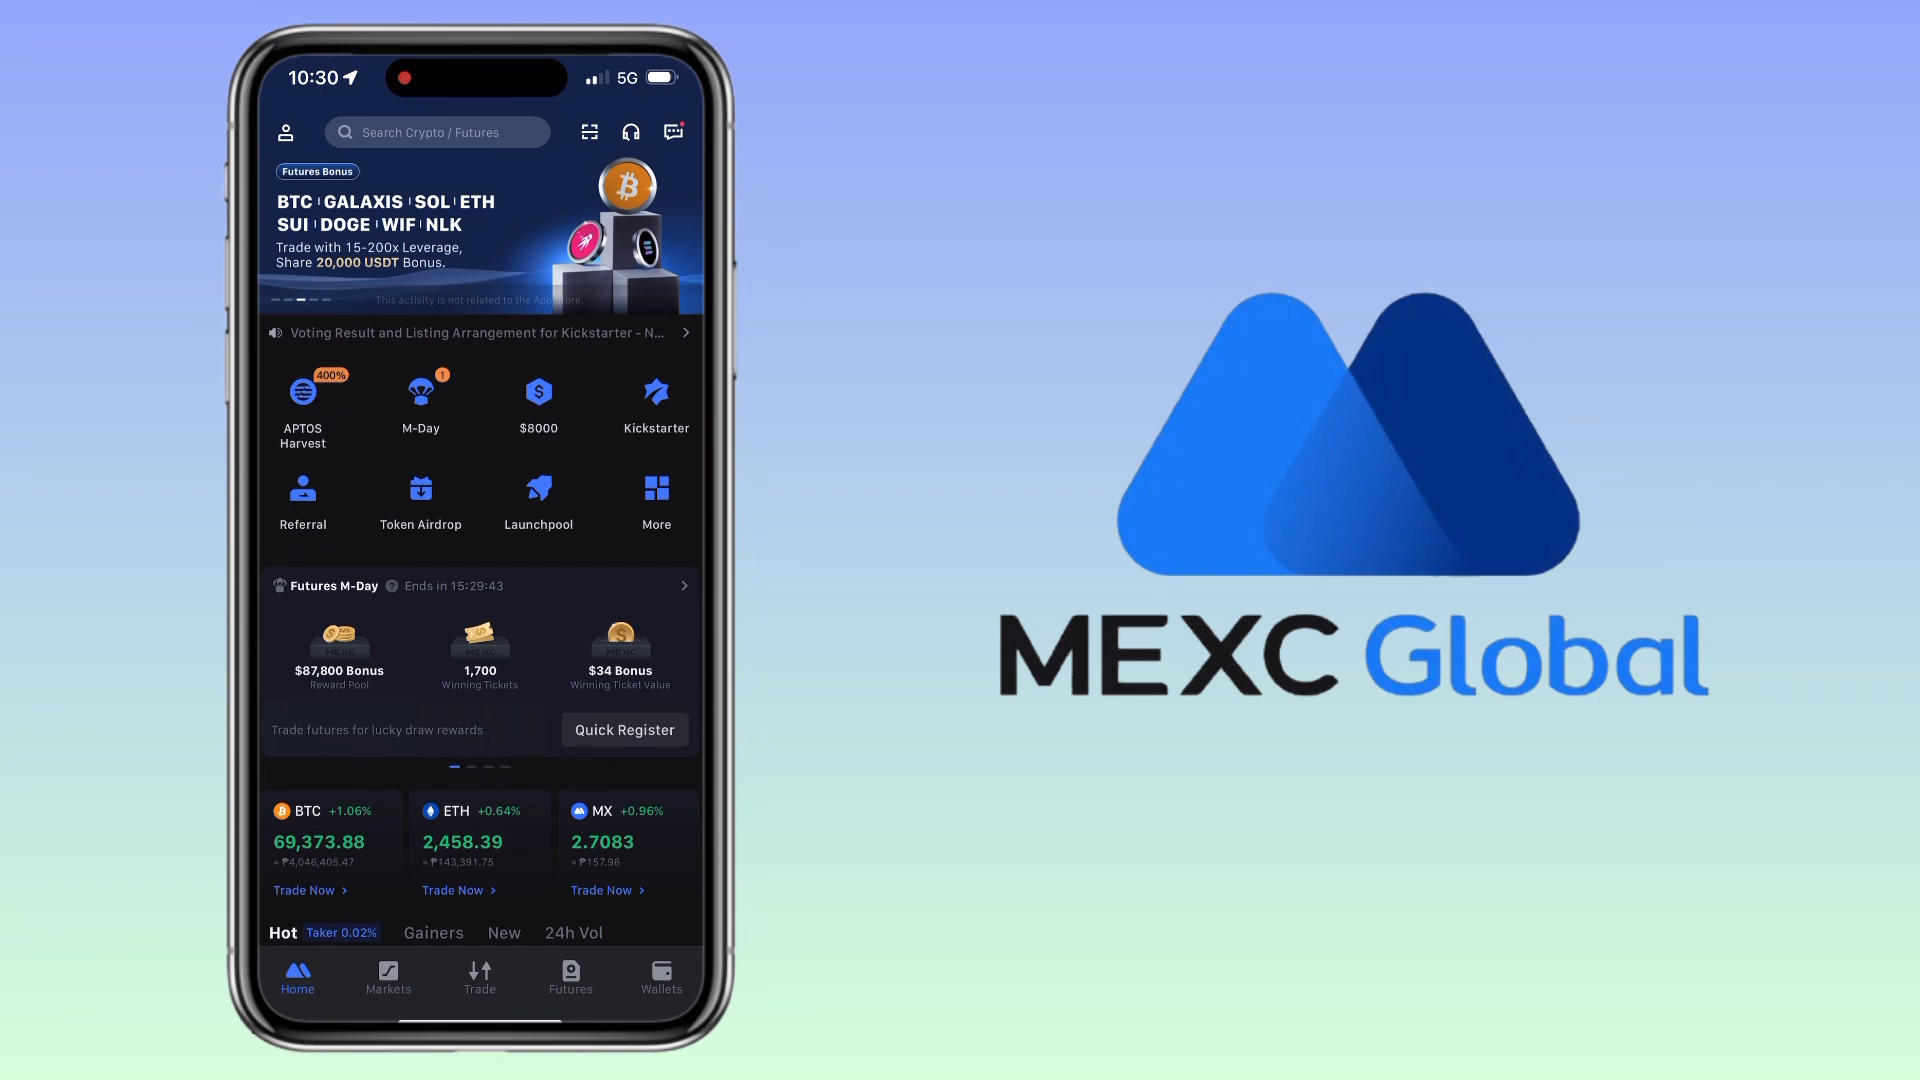 10:30
5G
Search Crypto / Futures
Futures Bonus
BTC GALAXIS SOL ETH
SUI DOGE WIF NLK
Trade with 15-200x Leverage,
Share 20,000 USDT Bonus.
This activity is not related to the App Store.
Voting Result and Listing Arrangement for Kickstarter - N...
400%
1
APTOS
Harvest
M-Day
$8000
Kickstarter
Referral
Token Airdrop
Launchpool
More
Futures M-Day ? Ends in 15:29:43
MEXC
MEXC
MEXC
$87,800 Bonus
Reward Pool
1,700
Winning Tickets
$34 Bonus
Winning Ticket Value
Trade futures for lucky draw rewards
Quick Register
BTC +1.06%
69,373.88
≈ ₱4,046,405.47
Trade Now
ETH +0.64%
2,458.39
≈ ₱143,391.75
Trade Now
MX +0.96%
2.7083
≈ ₱157.96
Trade Now
Hot Taker 0.02% Gainers New 24h Vol
Home Markets Trade Futures Wallets
MEXC Global